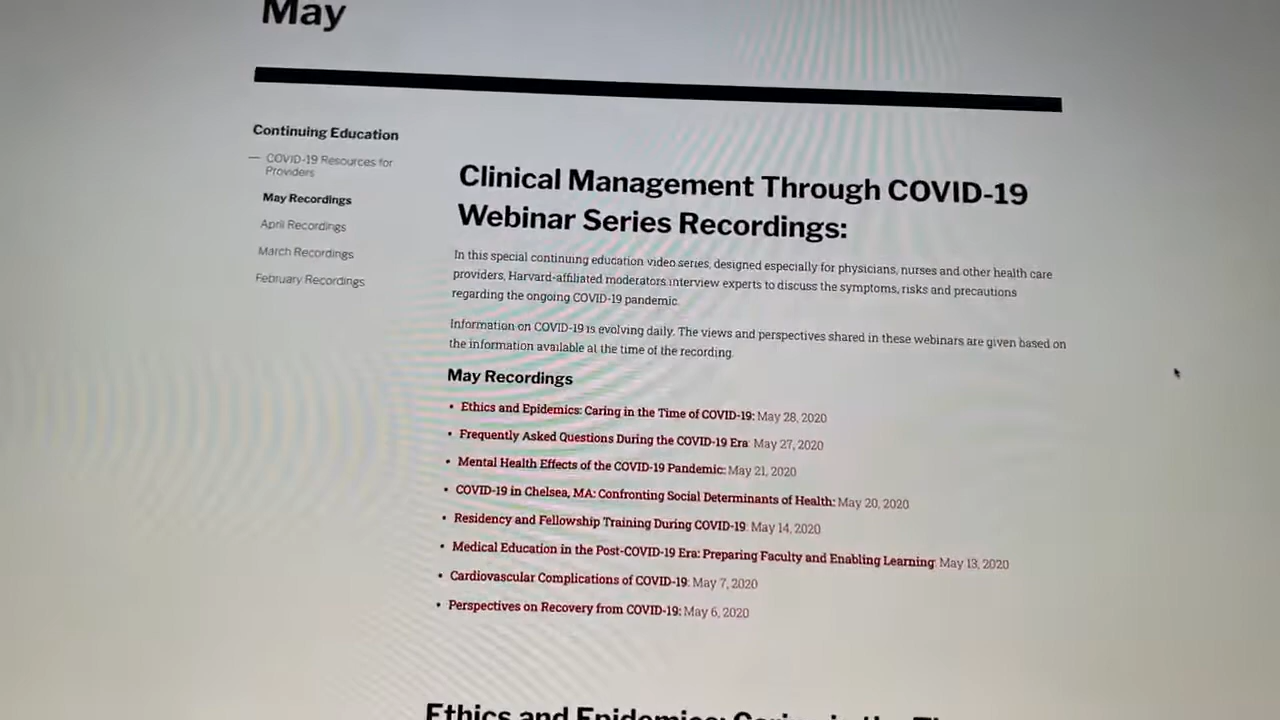 May
Continuing Education
— COVID-19 Resources for
Providers
May Recordings
April Recordings
March Recordings
February Recordings
Clinical Management Through COVID-19
Webinar Series Recordings:
In this special continuing education video series, designed especially for physicians, nurses and other health care
providers, Harvard-affiliated moderators interview experts to discuss the symptoms, risks and precautions
regarding the ongoing COVID-19 pandemic.
Information on COVID-19 is evolving daily. The views and perspectives shared in these webinars are given based on
the information available at the time of the recording.
May Recordings
• Ethics and Epidemics: Caring in the Time of COVID-19: May 28, 2020
• Frequently Asked Questions During the COVID-19 Era: May 27, 2020
• Mental Health Effects of the COVID-19 Pandemic: May 21, 2020
• COVID-19 in Chelsea, MA: Confronting Social Determinants of Health: May 20, 2020
• Residency and Fellowship Training During COVID-19: May 14, 2020
• Medical Education in the Post-COVID-19 Era: Preparing Faculty and Enabling Learning: May 13, 2020
• Cardiovascular Complications of COVID-19: May 7, 2020
• Perspectives on Recovery from COVID-19: May 6, 2020
Ethics and Epidemics: Caring in the